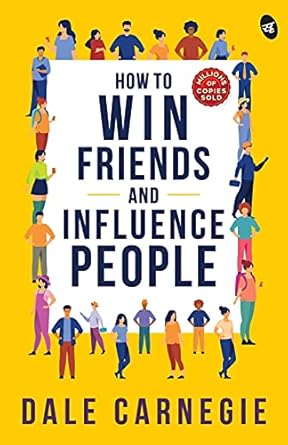 HOW TO
WIN
FRIENDS
AND
INFLUENCE
PEOPLE
MILLIONS
OF
COPIES
SOLD
DALE CARNEGIE